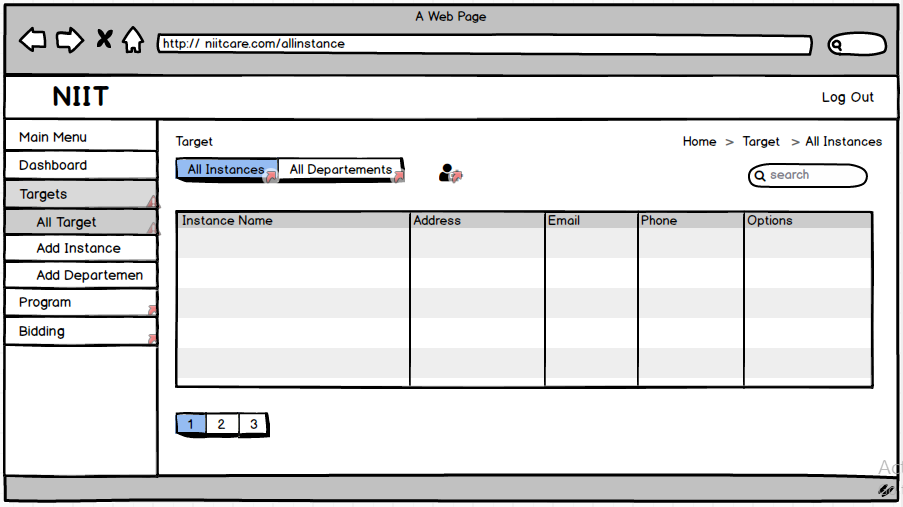 A Web Page
http:// niitcare.com/allinstance
NIIT
Log Out
Main Menu
Dashboard
Targets
All Target
Add Instance
Add Departemen
Program
Bidding
Target
Home > Target > All Instances
All Instances All Departements
search
Instance Name Address Email Phone Options
1 2 3